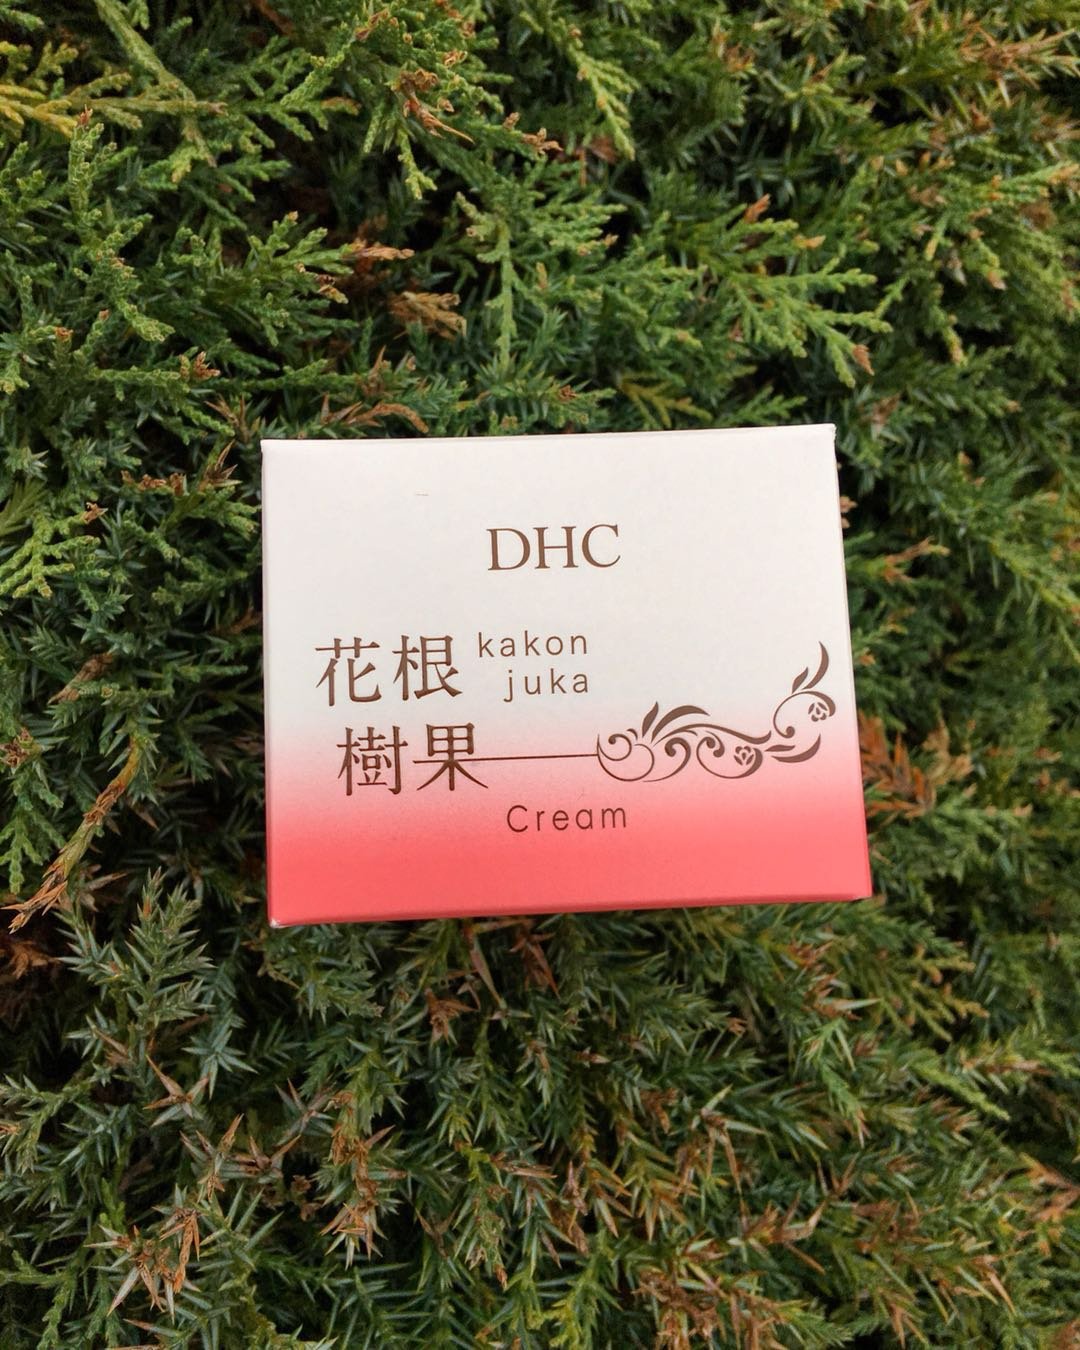 DHC
花根 kakon
juka
樹果
Cream